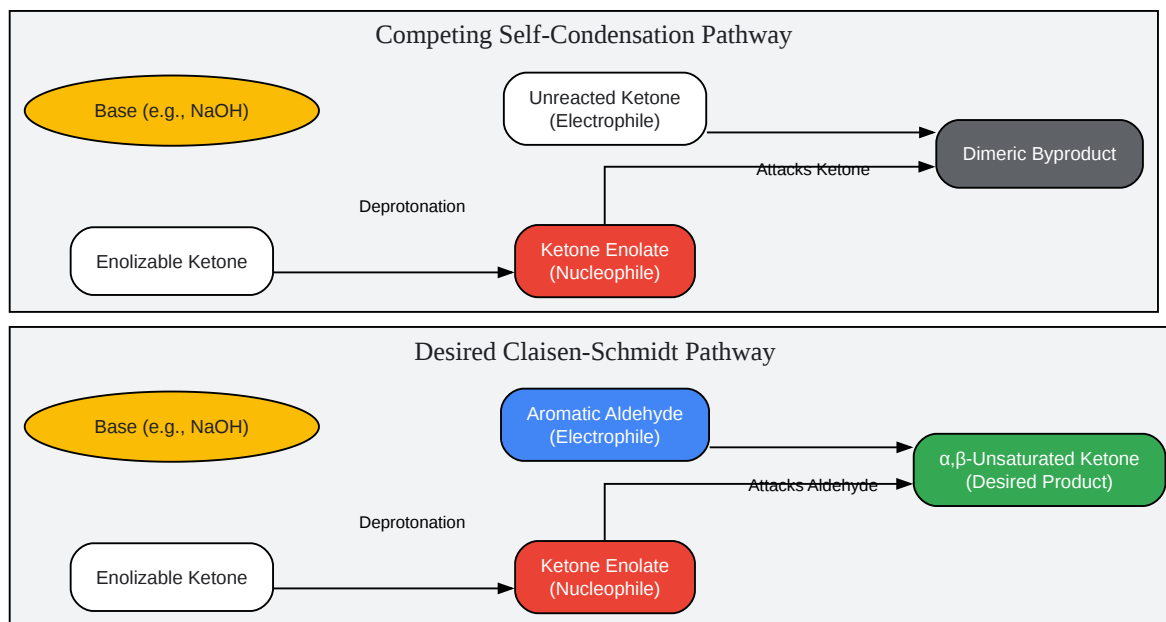 Competing Self-Condensation Pathway
Base (e.g., NaOH)
Unreacted Ketone
(Electrophile)
Dimeric Byproduct
Attacks Ketone
Deprotonation
Enolizable Ketone
Ketone Enolate
(Nucleophile)
Desired Claisen-Schmidt Pathway
Base (e.g., NaOH)
Aromatic Aldehyde
(Electrophile)
α,β-Unsaturated Ketone
(Desired Product)
Attacks Aldehyde
Deprotonation
Enolizable Ketone
Ketone Enolate
(Nucleophile)